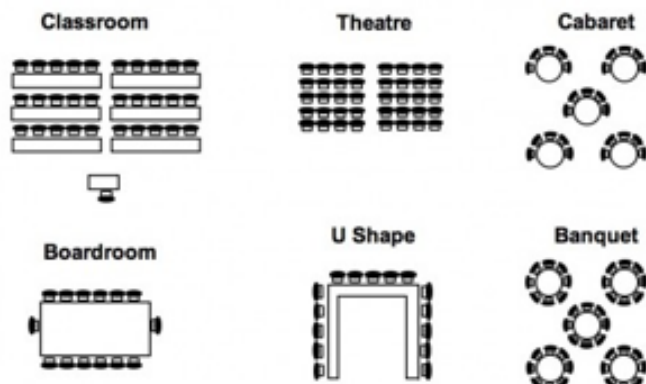 Classroom
Theatre
Cabaret
Boardroom
U Shape
Banquet